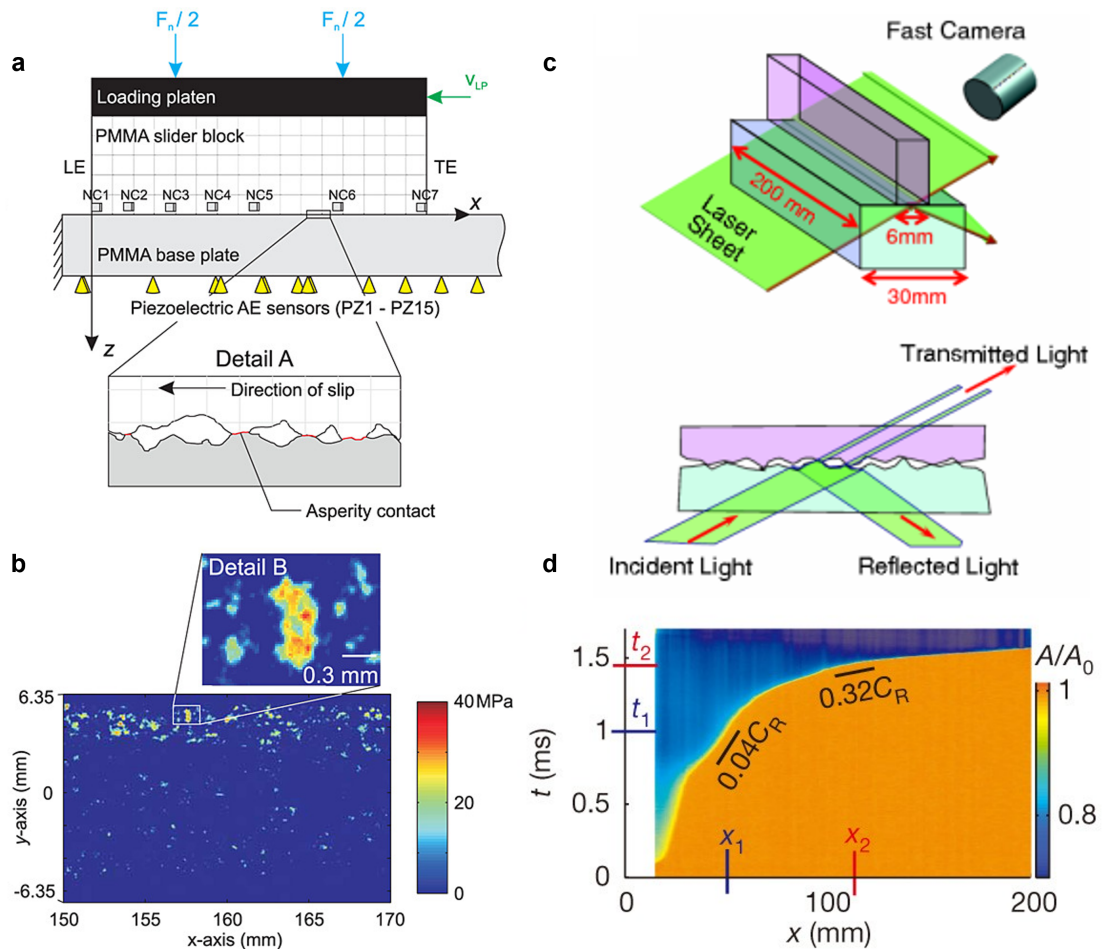 a
Fn / 2
Fn / 2
Loading platen
vLP
PMMA slider block
LE
TE
NC1 NC2 NC3 NC4 NC5 NC6 NC7
x
PMMA base plate
Piezoelectric AE sensors (PZ1 - PZ15)
z
Detail A
Direction of slip
Asperity contact
b
Detail B
0.3 mm
6.35
0
-6.35
y-axis (mm)
150 155 160 165 170
x-axis (mm)
40 MPa
20
0
c
Fast Camera
200 mm
Laser
Sheet
6mm
30mm
Transmitted Light
Incident Light
Reflected Light
d
t2
1.5
t1
1
0.5
0
t (ms)
0.04CR
0.32CR
x1
x2
0 100 200
x (mm)
A/A0
1
0.8